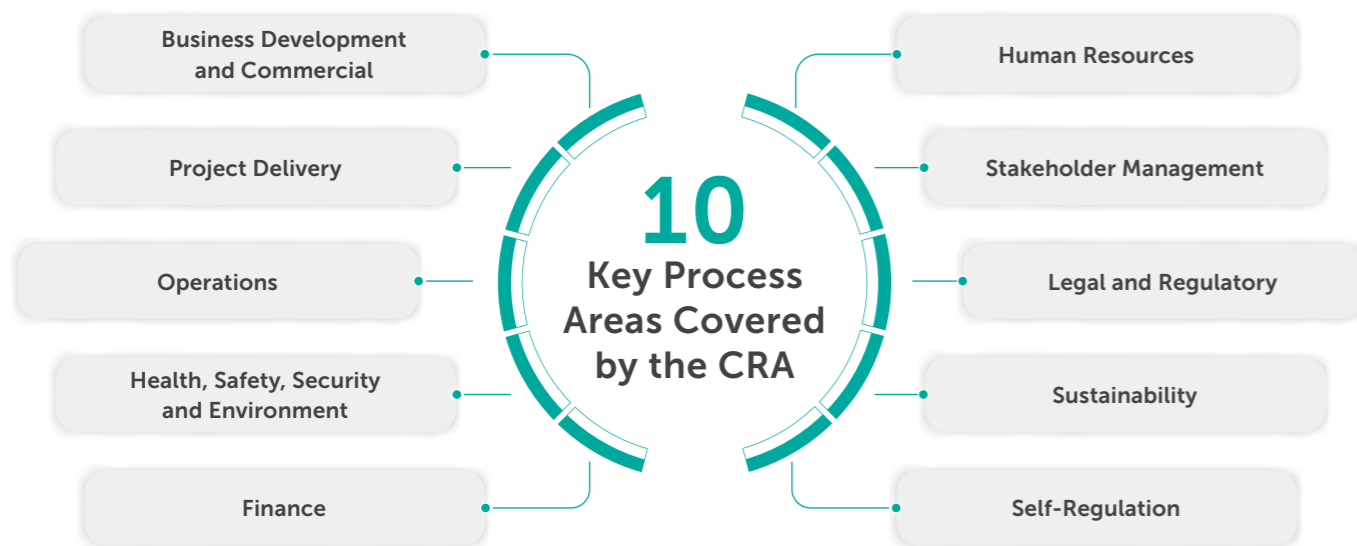 Business Development
and Commercial
Project Delivery
Operations
Health, Safety, Security
and Environment
Finance
10
Key Process
Areas Covered
by the CRA
Human Resources
Stakeholder Management
Legal and Regulatory
Sustainability
Self-Regulation